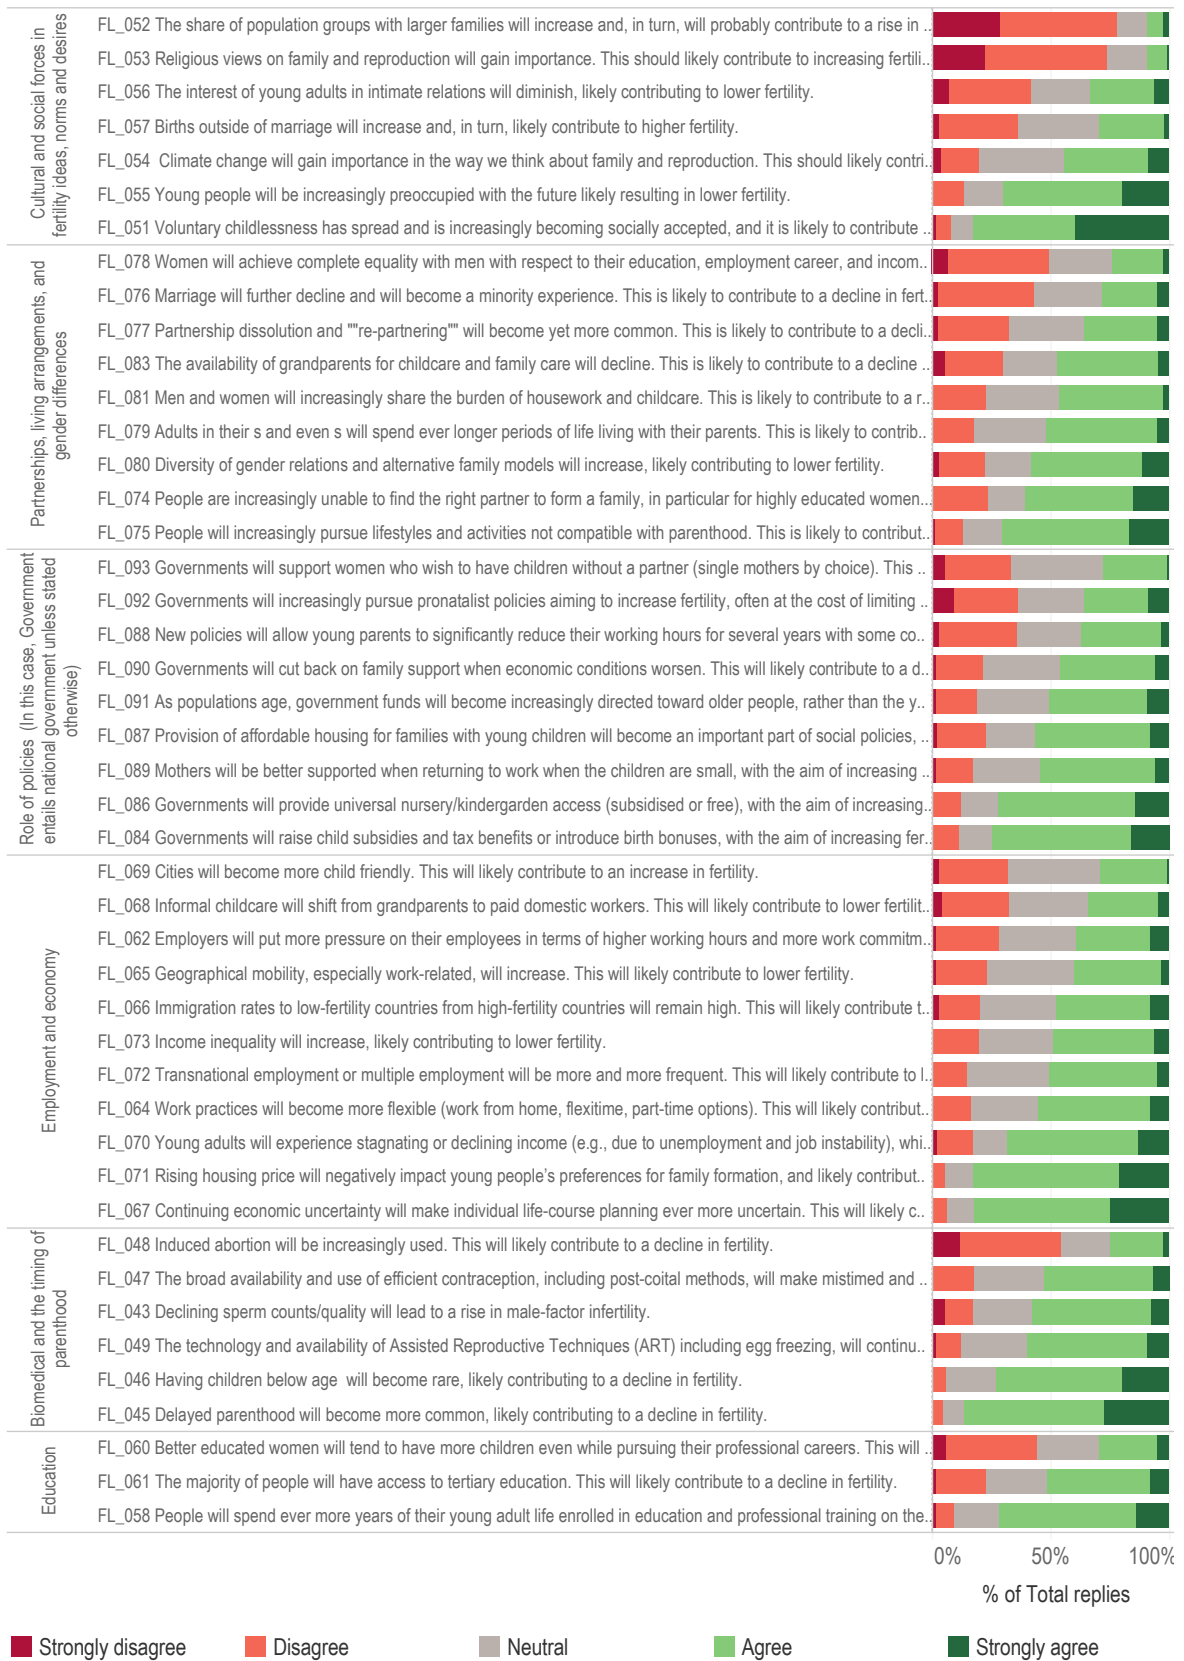 Cultural and social forces in
fertility ideas, norms and desires
FL_052 The share of population groups with larger families will increase and, in turn, will probably contribute to a rise in ..
FL_053 Religious views on family and reproduction will gain importance. This should likely contribute to increasing fertili..
FL_056 The interest of young adults in intimate relations will diminish, likely contributing to lower fertility.
FL_057 Births outside of marriage will increase and, in turn, likely contribute to higher fertility.
FL_054 Climate change will gain importance in the way we think about family and reproduction. This should likely contri..
FL_055 Young people will be increasingly preoccupied with the future likely resulting in lower fertility.
FL_051 Voluntary childlessness has spread and is increasingly becoming socially accepted, and it is likely to contribute ..
Partnerships, living arrangements, and
gender differences
FL_078 Women will achieve complete equality with men with respect to their education, employment career, and incom..
FL_076 Marriage will further decline and will become a minority experience. This is likely to contribute to a decline in fert..
FL_077 Partnership dissolution and ""re-partnering"" will become yet more common. This is likely to contribute to a decli..
FL_083 The availability of grandparents for childcare and family care will decline. This is likely to contribute to a decline ..
FL_081 Men and women will increasingly share the burden of housework and childcare. This is likely to contribute to a r..
FL_079 Adults in their s and even s will spend ever longer periods of life living with their parents. This is likely to contrib..
FL_080 Diversity of gender relations and alternative family models will increase, likely contributing to lower fertility.
FL_074 People are increasingly unable to find the right partner to form a family, in particular for highly educated women...
FL_075 People will increasingly pursue lifestyles and activities not compatible with parenthood. This is likely to contribut..
Role of policies (In this case, Government
entails national government unless stated
otherwise)
FL_093 Governments will support women who wish to have children without a partner (single mothers by choice). This ..
FL_092 Governments will increasingly pursue pronatalist policies aiming to increase fertility, often at the cost of limiting ..
FL_088 New policies will allow young parents to significantly reduce their working hours for several years with some co..
FL_090 Governments will cut back on family support when economic conditions worsen. This will likely contribute to a d..
FL_091 As populations age, government funds will become increasingly directed toward older people, rather than the y..
FL_087 Provision of affordable housing for families with young children will become an important part of social policies, ..
FL_089 Mothers will be better supported when returning to work when the children are small, with the aim of increasing ..
FL_086 Governments will provide universal nursery/kindergarden access (subsidised or free), with the aim of increasing..
FL_084 Governments will raise child subsidies and tax benefits or introduce birth bonuses, with the aim of increasing fer..
Employment and economy
FL_069 Cities will become more child friendly. This will likely contribute to an increase in fertility.
FL_068 Informal childcare will shift from grandparents to paid domestic workers. This will likely contribute to lower fertilit..
FL_062 Employers will put more pressure on their employees in terms of higher working hours and more work commitm..
FL_065 Geographical mobility, especially work-related, will increase. This will likely contribute to lower fertility.
FL_066 Immigration rates to low-fertility countries from high-fertility countries will remain high. This will likely contribute t..
FL_073 Income inequality will increase, likely contributing to lower fertility.
FL_072 Transnational employment or multiple employment will be more and more frequent. This will likely contribute to l..
FL_064 Work practices will become more flexible (work from home, flexitime, part-time options). This will likely contribut..
FL_070 Young adults will experience stagnating or declining income (e.g., due to unemployment and job instability), whi..
FL_071 Rising housing price will negatively impact young people's preferences for family formation, and likely contribut..
FL_067 Continuing economic uncertainty will make individual life-course planning ever more uncertain. This will likely c..
Biomedical and the timing of
parenthood
FL_048 Induced abortion will be increasingly used. This will likely contribute to a decline in fertility.
FL_047 The broad availability and use of efficient contraception, including post-coital methods, will make mistimed and ..
FL_043 Declining sperm counts/quality will lead to a rise in male-factor infertility.
FL_049 The technology and availability of Assisted Reproductive Techniques (ART) including egg freezing, will continu..
FL_046 Having children below age will become rare, likely contributing to a decline in fertility.
FL_045 Delayed parenthood will become more common, likely contributing to a decline in fertility.
Education
FL_060 Better educated women will tend to have more children even while pursuing their professional careers. This will ..
FL_061 The majority of people will have access to tertiary education. This will likely contribute to a decline in fertility.
FL_058 People will spend ever more years of their young adult life enrolled in education and professional training on the..
0% 50% 100%
% of Total replies
Strongly disagree Disagree Neutral Agree Strongly agree